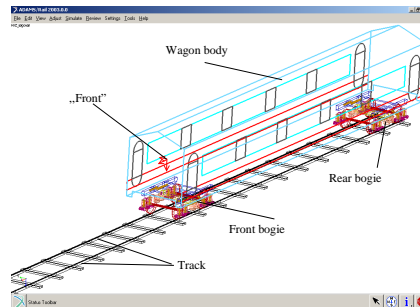 ADAMS/Rail 2003.0.0
File Edit View Adjust Simulate Review Settings Tools Help
Wagon body
„Front”
Rear bogie
Front bogie
Track
Status Toolbar